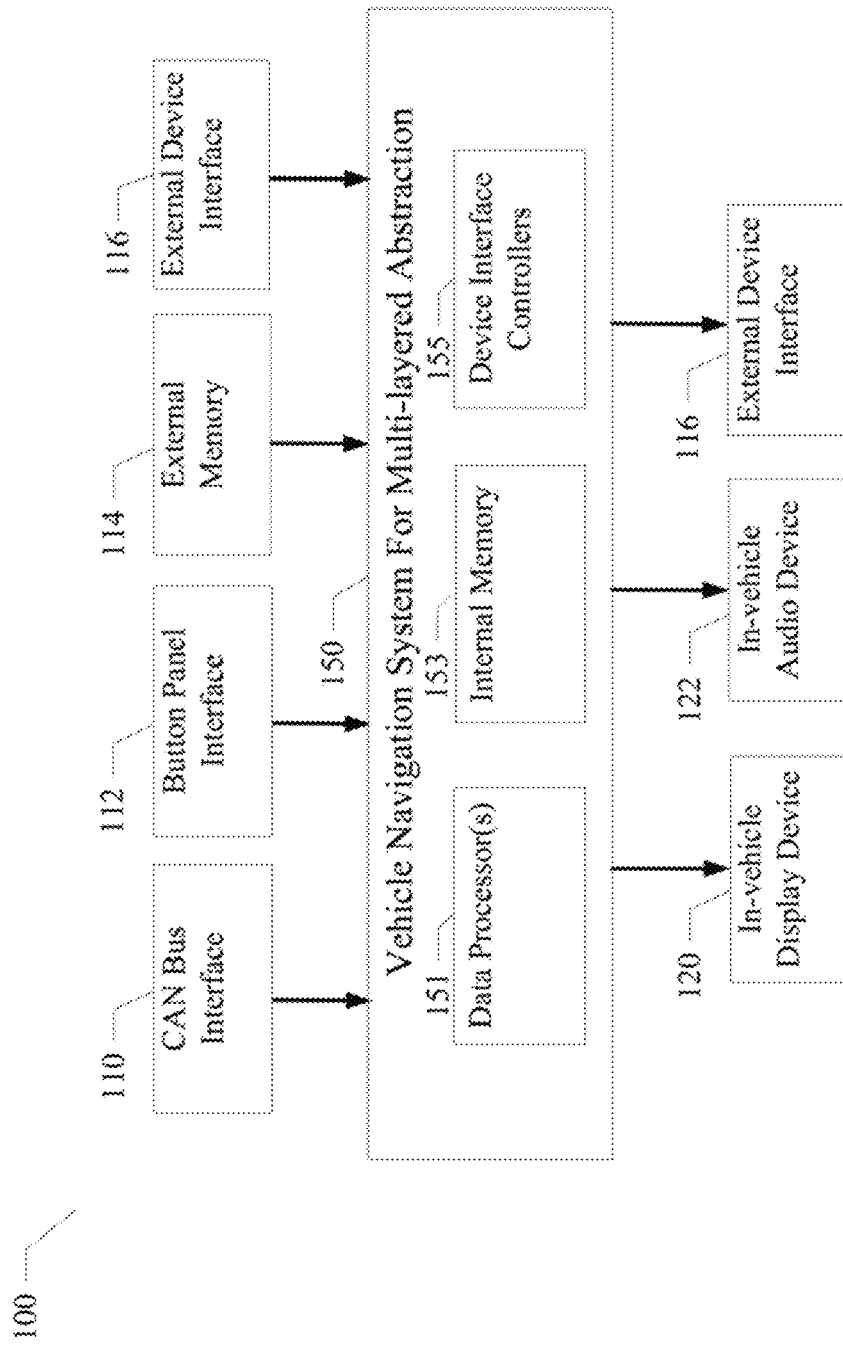 100
110
CAN Bus
Interface
112
Button Panel
Interface
114
External
Memory
116
External Device
Interface
150
Vehicle Navigation System For Multi-layered Abstraction
151
Data Processor(s)
153
Internal Memory
155
Device Interface
Controllers
120
In-vehicle
Display Device
122
In-vehicle
Audio Device
116
External Device
Interface